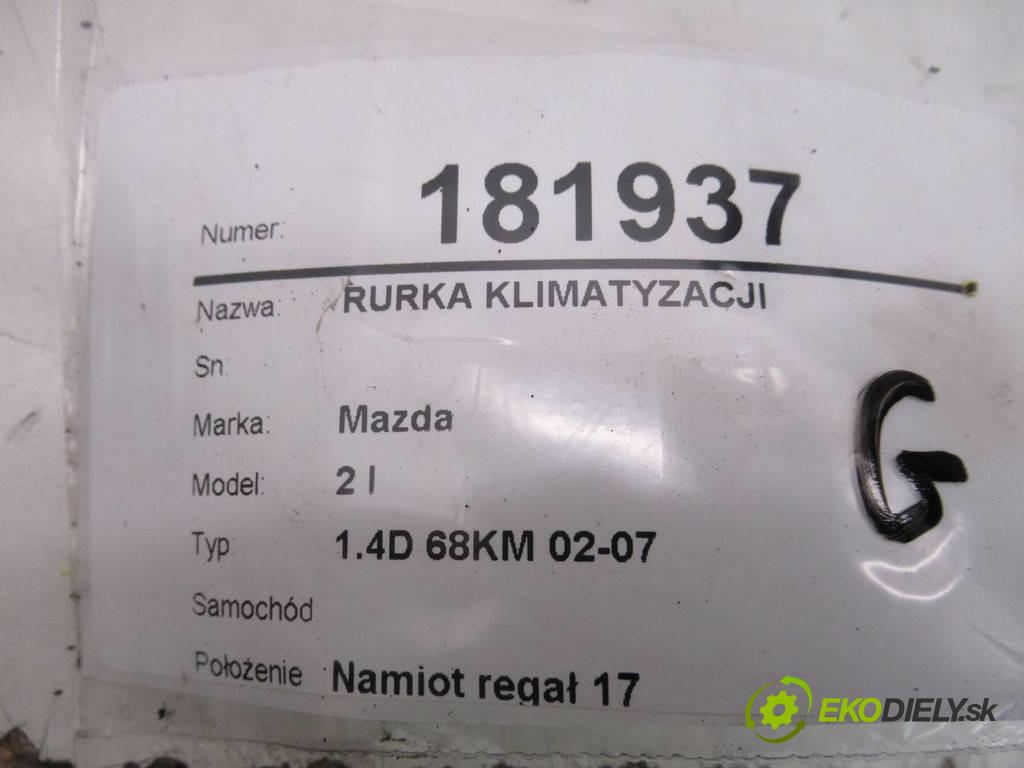 Numer: 181937
Nazwa: RURKA KLIMATYZACJI
Sn:
Marka: Mazda
Model: 2 I
Typ: 1.4D 68KM 02-07
Samochód
Położenie Namiot regał 17
G
EKODIELY.sk